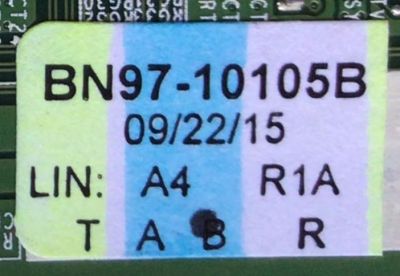 BN97-10105B
09/22/15
LIN: A4 R1A
T A B R